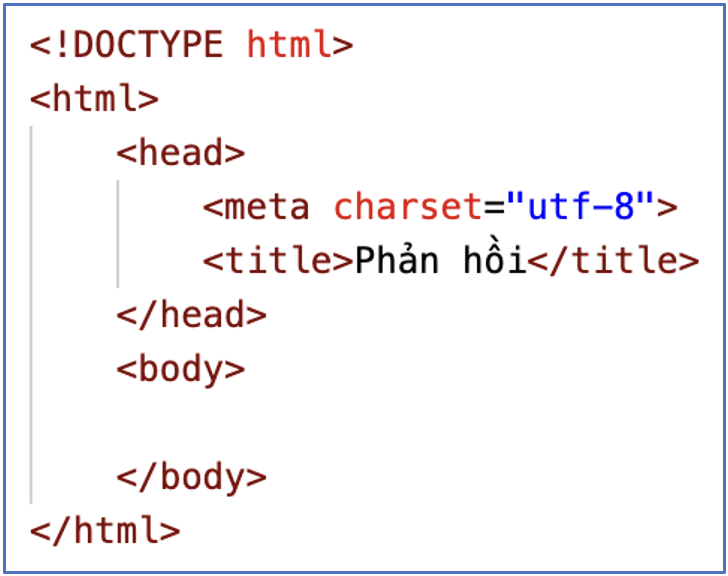 <!DOCTYPE html>
<html>
<head>
<meta charset="utf-8">
<title>Phản hồi</title>
</head>
<body>
</body>
</html>